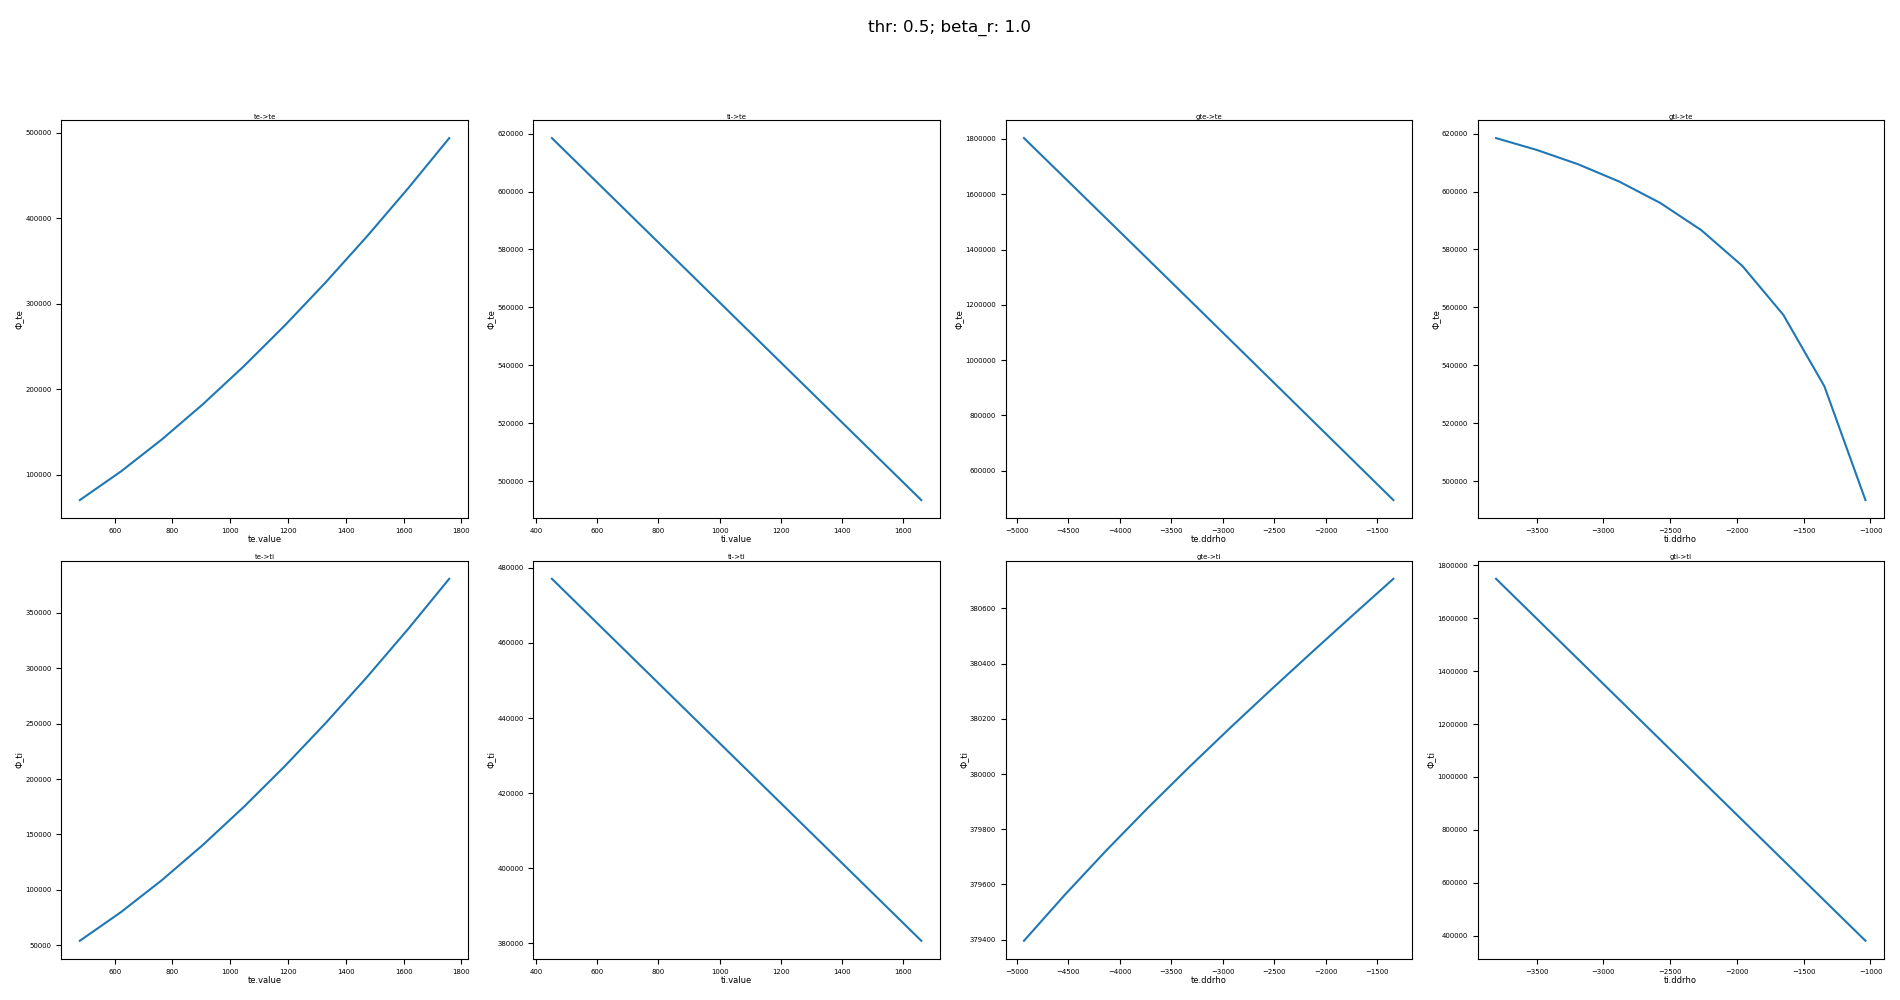 thr: 0.5; beta_r: 1.0
te->te
Φ_te
500000
400000
300000
200000
100000
600 800 1000 1200 1400 1600 1800
te.value
ti->te
Φ_te
620000
600000
580000
560000
540000
520000
500000
400 600 800 1000 1200 1400 1600
ti.value
gte->te
Φ_te
1800000
1600000
1400000
1200000
1000000
800000
600000
−5000 −4500 −4000 −3500 −3000 −2500 −2000 −1500
te.ddrho
gti->te
Φ_te
620000
600000
580000
560000
540000
520000
500000
−3500 −3000 −2500 −2000 −1500 −1000
ti.ddrho
te->ti
Φ_ti
350000
300000
250000
200000
150000
100000
50000
600 800 1000 1200 1400 1600 1800
te.value
ti->ti
Φ_ti
480000
460000
440000
420000
400000
380000
400 600 800 1000 1200 1400 1600
ti.value
gte->ti
Φ_ti
380600
380400
380200
380000
379800
379600
379400
−5000 −4500 −4000 −3500 −3000 −2500 −2000 −1500
te.ddrho
gti->ti
Φ_ti
1800000
1600000
1400000
1200000
1000000
800000
600000
400000
−3500 −3000 −2500 −2000 −1500 −1000
ti.ddrho